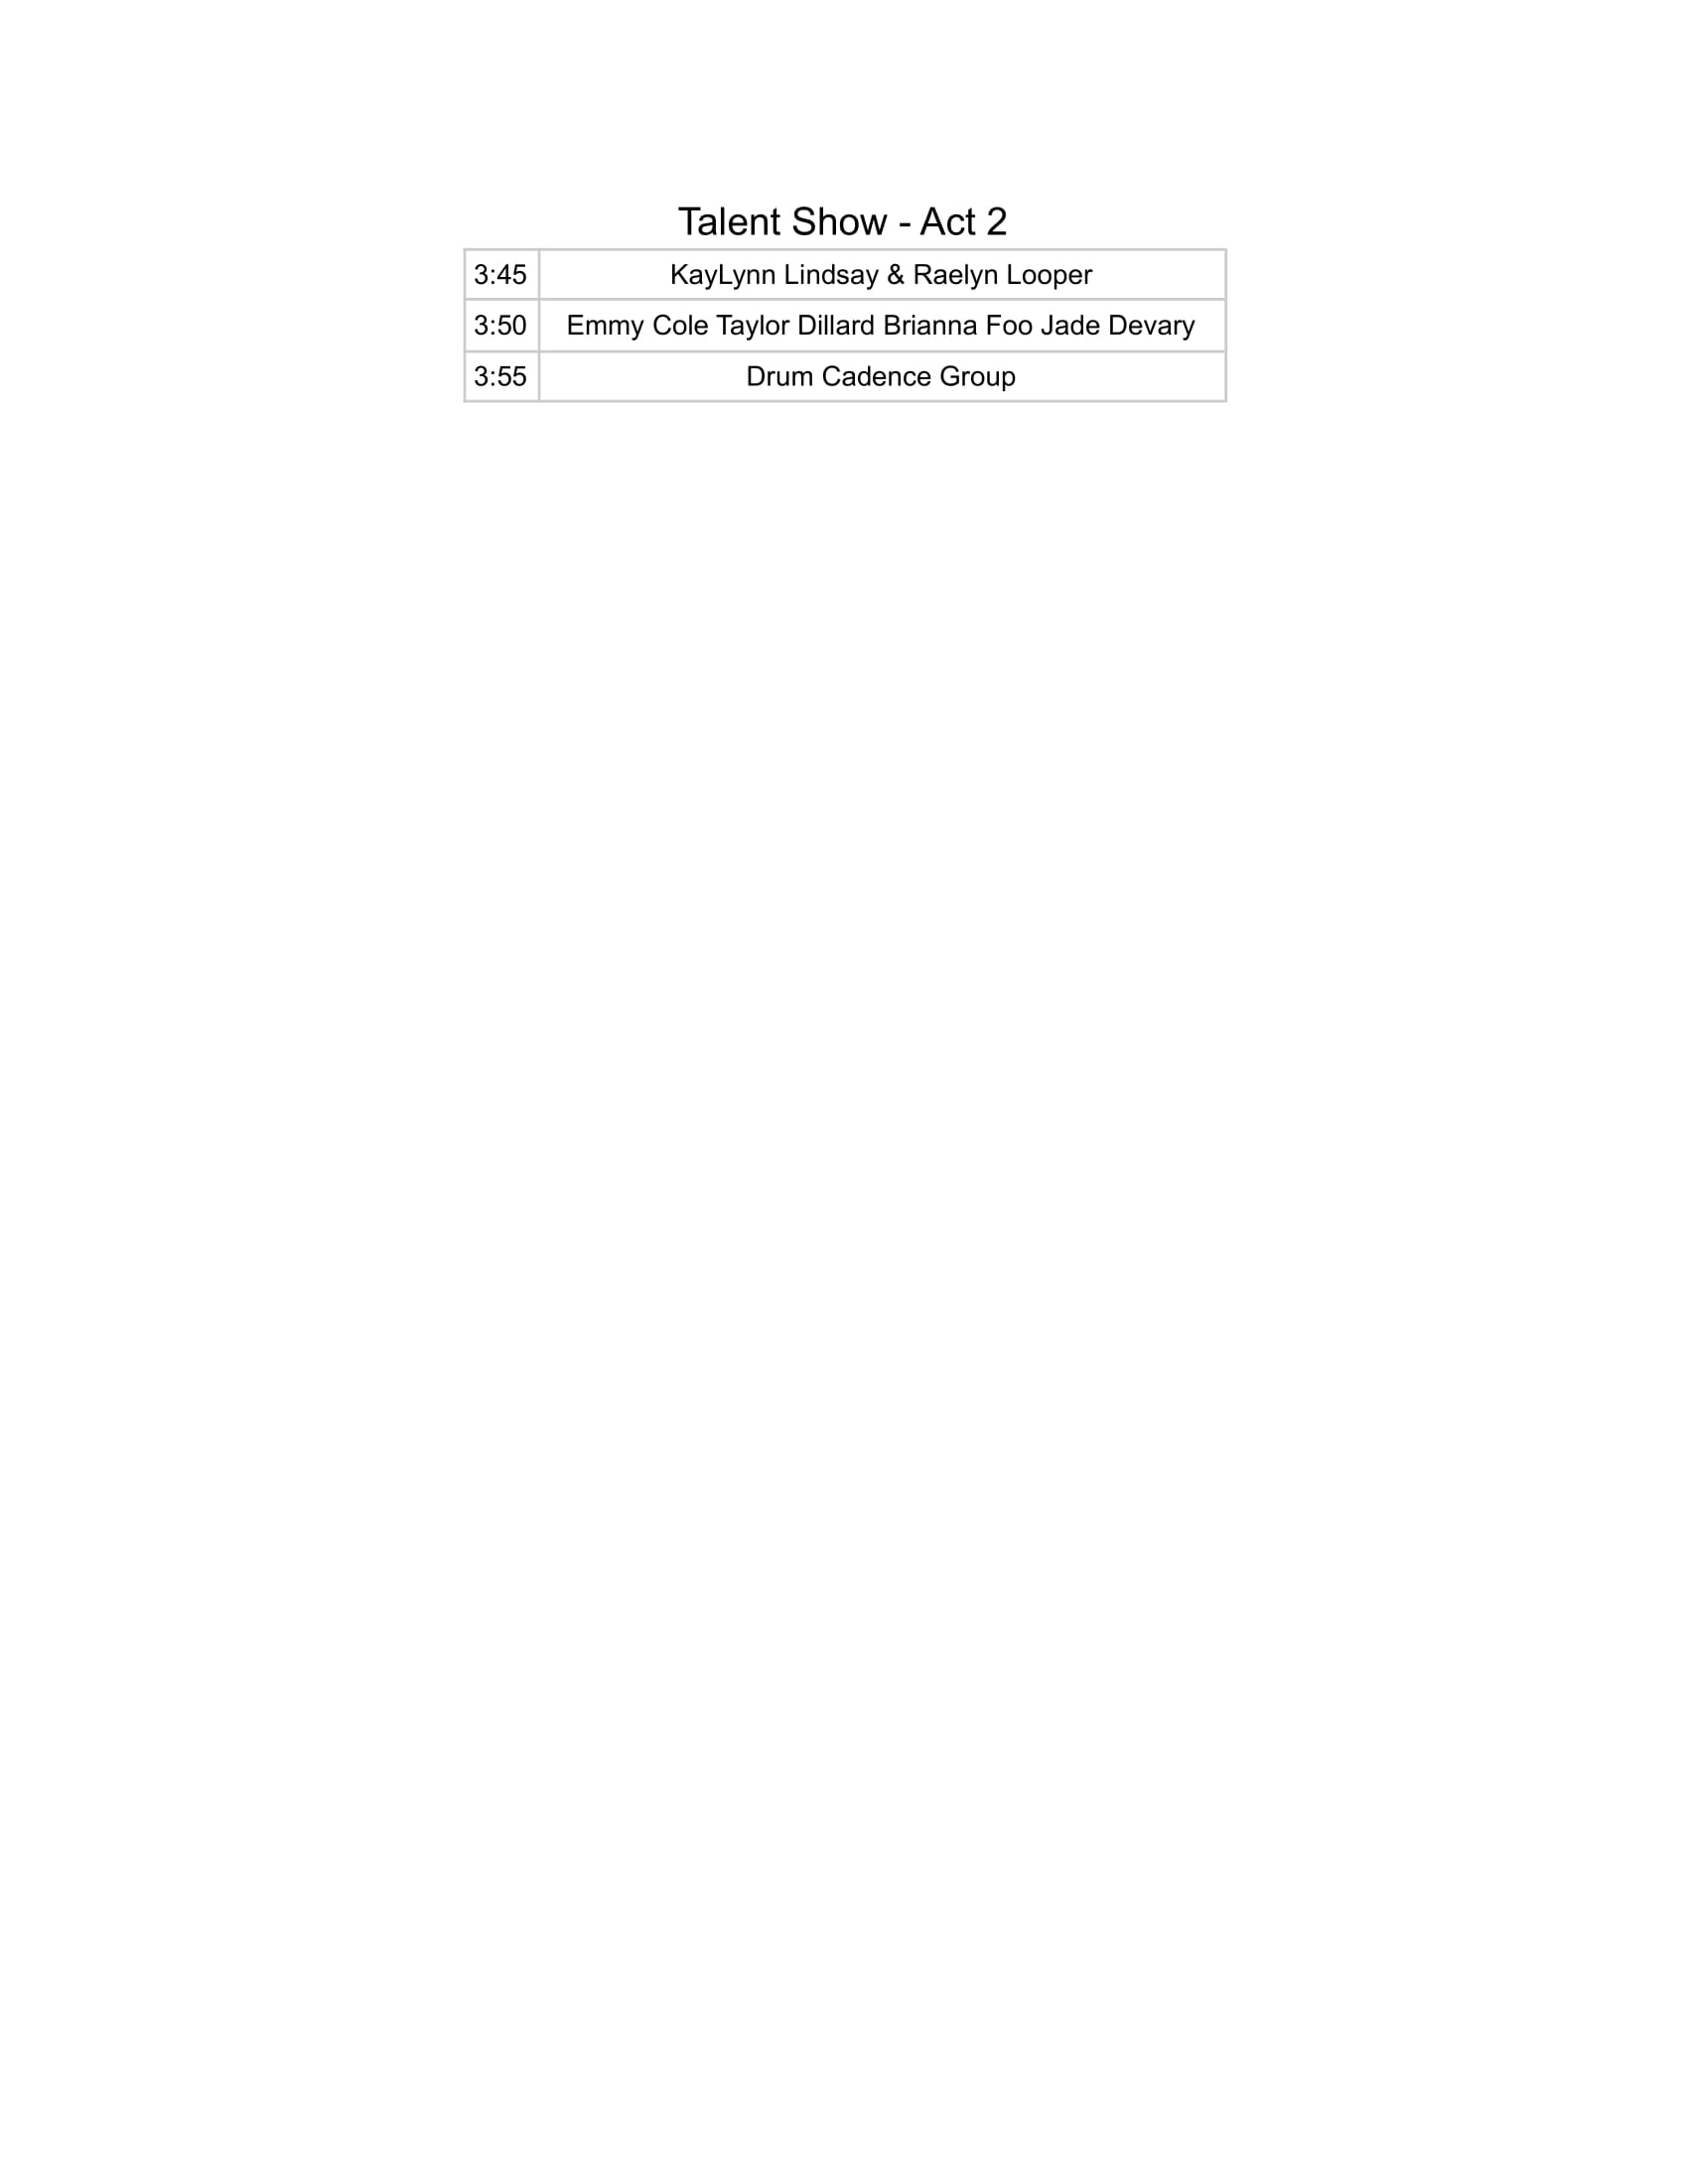 Talent Show - Act 2
3:45 KayLynn Lindsay & Raelyn Looper
3:50 Emmy Cole Taylor Dillard Brianna Foo Jade Devary
3:55 Drum Cadence Group